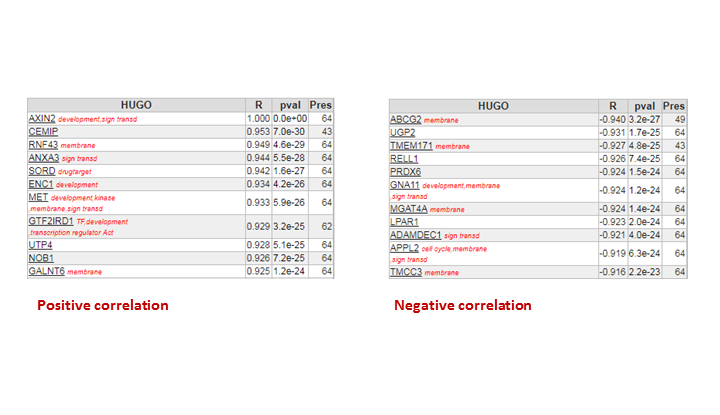 HUGO R pval Pres
AXIN2 development,sign transd 1.000 0.0e+00 64
CEMIP 0.953 7.0e-30 43
RNF43 membrane 0.949 4.6e-29 64
ANXA3 sign transd 0.944 5.5e-28 64
SORD drugtarget 0.942 1.6e-27 64
ENC1 development 0.934 4.2e-26 64
MET development,kinase
,membrane,sign transd 0.933 5.9e-26 64
GTF2IRD1 TF,development
,transcription regulator Act 0.929 3.2e-25 62
UTP4 0.928 5.1e-25 64
NOB1 0.926 7.2e-25 64
GALNT6 membrane 0.925 1.2e-24 64
Positive correlation
HUGO R pval Pres
ABCG2 membrane -0.940 3.2e-27 49
UGP2 -0.931 1.7e-25 64
TMEM171 membrane -0.927 4.8e-25 43
RELL1 -0.926 7.4e-25 64
PRDX6 -0.924 1.5e-24 64
GNA11 development,membrane
,sign transd -0.924 1.2e-24 64
MGAT4A membrane -0.924 1.4e-24 64
LPAR1 -0.923 2.0e-24 64
ADAMDEC1 sign transd -0.921 4.0e-24 64
APPL2 cell cycle,membrane
,sign transd -0.919 6.3e-24 64
TMCC3 membrane -0.916 2.2e-23 64
Negative correlation